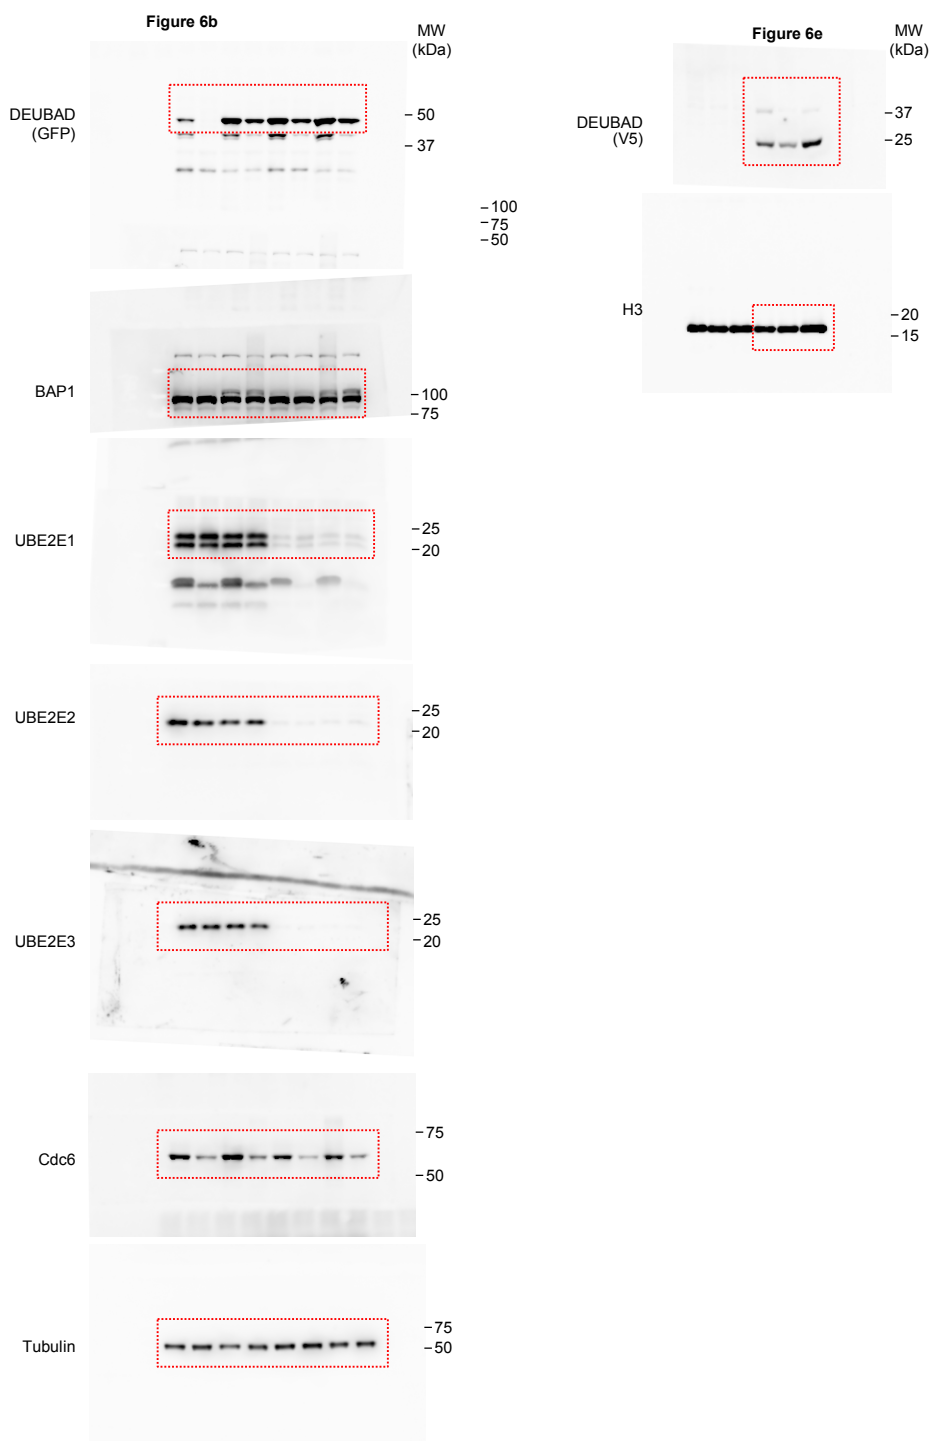 Figure 6b
MW
(kDa)
DEUBAD
(GFP)
50
37
100
75
50
BAP1
100
75
UBE2E1
25
20
UBE2E2
25
20
UBE2E3
25
20
Cdc6
75
50
Tubulin
75
50
Figure 6e
MW
(kDa)
DEUBAD
(V5)
37
25
H3
20
15